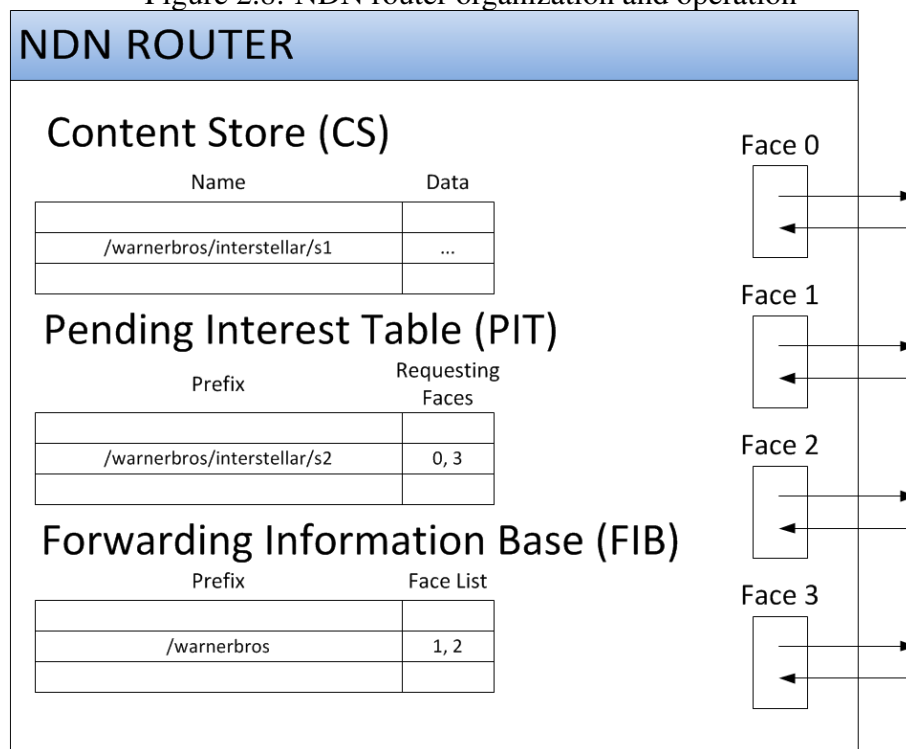 Figure 2.8: NDN router organization and operation
NDN ROUTER
Content Store (CS)
Name Data
/warnerbros/interstellar/s1 ...
Pending Interest Table (PIT)
Prefix Requesting Faces
/warnerbros/interstellar/s2 0, 3
Forwarding Information Base (FIB)
Prefix Face List
/warnerbros 1, 2
Face 0
Face 1
Face 2
Face 3